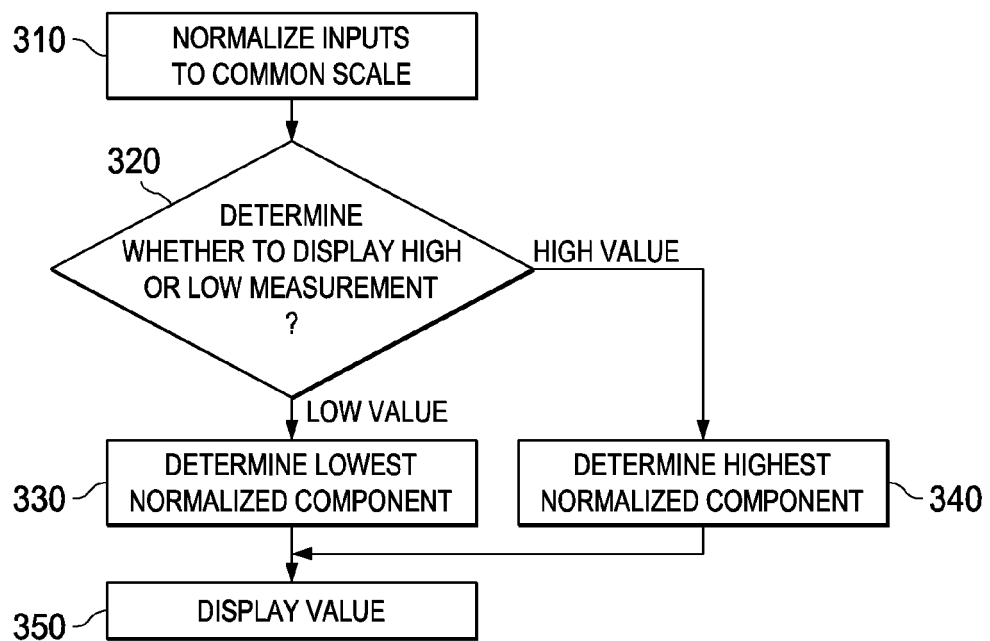 310
NORMALIZE INPUTS
TO COMMON SCALE
320
DETERMINE
WHETHER TO DISPLAY HIGH
OR LOW MEASUREMENT
?
HIGH VALUE
LOW VALUE
330
DETERMINE LOWEST
NORMALIZED COMPONENT
DETERMINE HIGHEST
NORMALIZED COMPONENT
340
350
DISPLAY VALUE